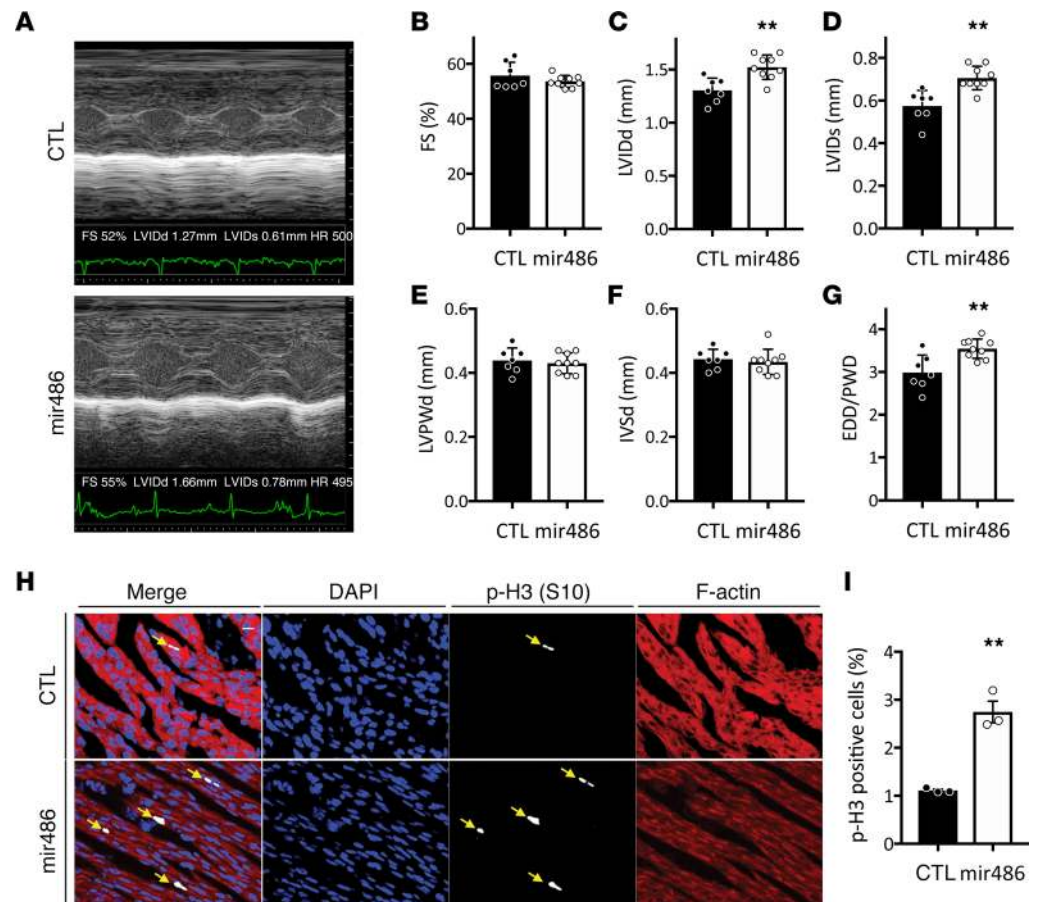 A
CTL
FS 52% LVIDd 1.27mm LVIDs 0.61mm HR 500
mir486
FS 55% LVIDd 1.66mm LVIDs 0.78mm HR 495
B
FS (%)
60
40
20
0
CTL mir486
C
**
LVIDd (mm)
1.5
1.0
0.5
0.0
CTL mir486
D
**
LVIDs (mm)
0.8
0.6
0.4
0.2
0.0
CTL mir486
E
LVPWd (mm)
0.6
0.4
0.2
0.0
CTL mir486
F
IVSd (mm)
0.6
0.4
0.2
0.0
CTL mir486
G
**
EDD/PWD
4
3
2
1
0
CTL mir486
H
Merge DAPI p-H3 (S10) F-actin
CTL
mir486
I
**
p-H3 positive cells (%)
4
3
2
1
0
CTL mir486